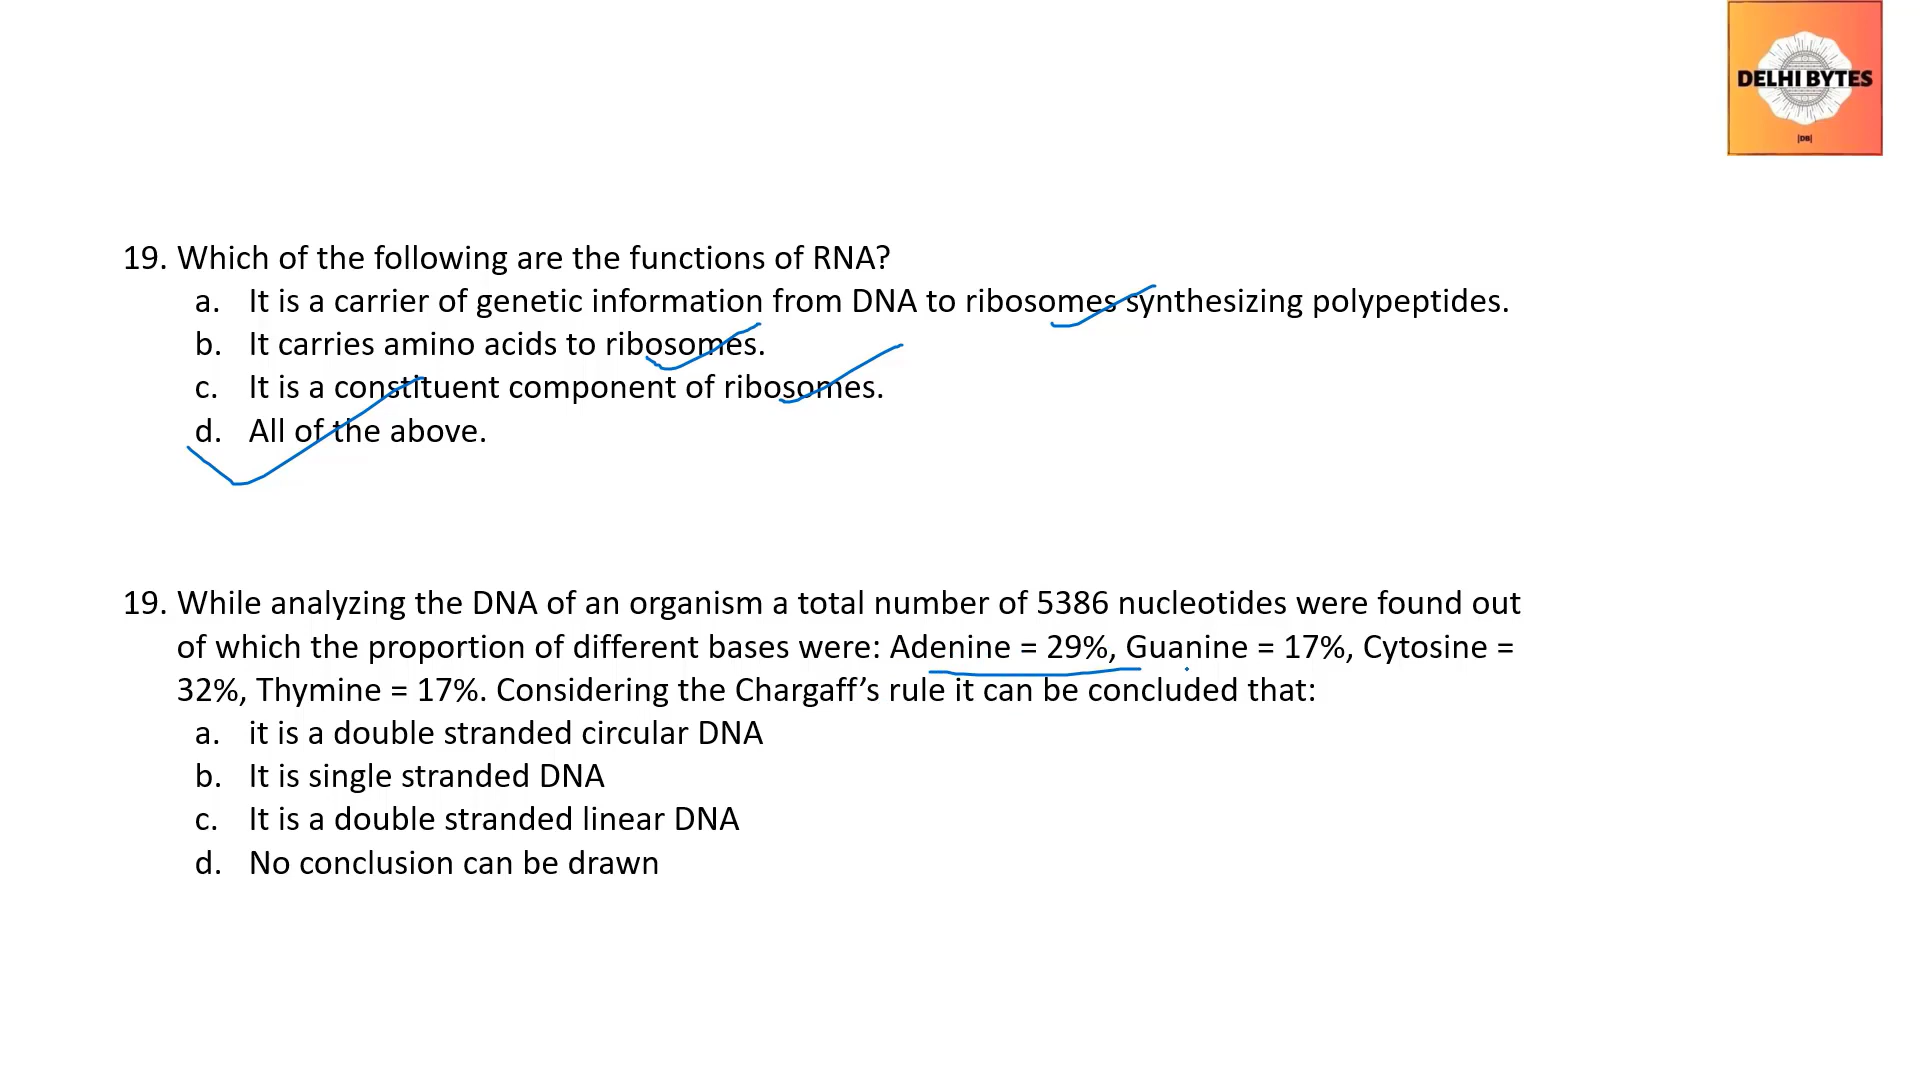 DELHI BYTES
|DB|
19. Which of the following are the functions of RNA?
a. It is a carrier of genetic information from DNA to ribosomes synthesizing polypeptides.
b. It carries amino acids to ribosomes.
c. It is a constituent component of ribosomes.
d. All of the above.
19. While analyzing the DNA of an organism a total number of 5386 nucleotides were found out
of which the proportion of different bases were: Adenine = 29%, Guanine = 17%, Cytosine =
32%, Thymine = 17%. Considering the Chargaff’s rule it can be concluded that:
a. it is a double stranded circular DNA
b. It is single stranded DNA
c. It is a double stranded linear DNA
d. No conclusion can be drawn